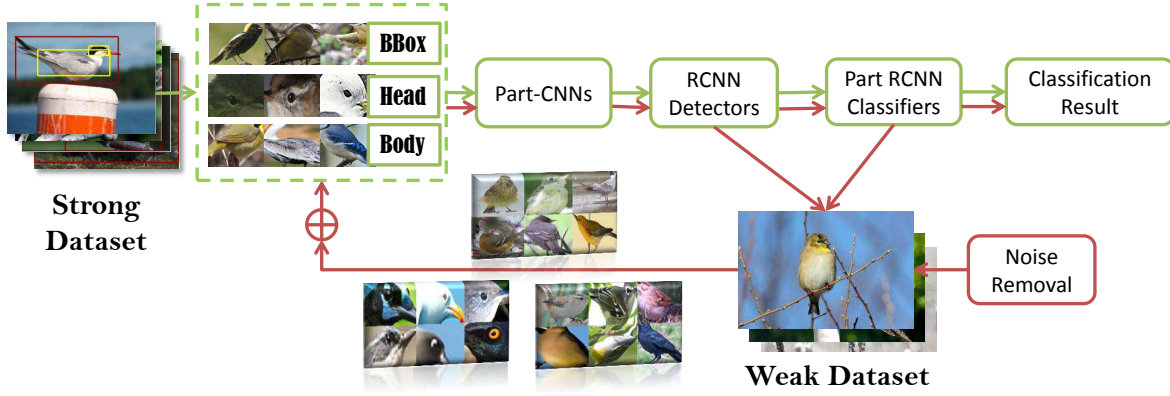 BBox
Head
Body
Part-CNNs
RCNN
Detectors
Part RCNN
Classifiers
Classification
Result
Strong
Dataset
Noise
Removal
Weak Dataset